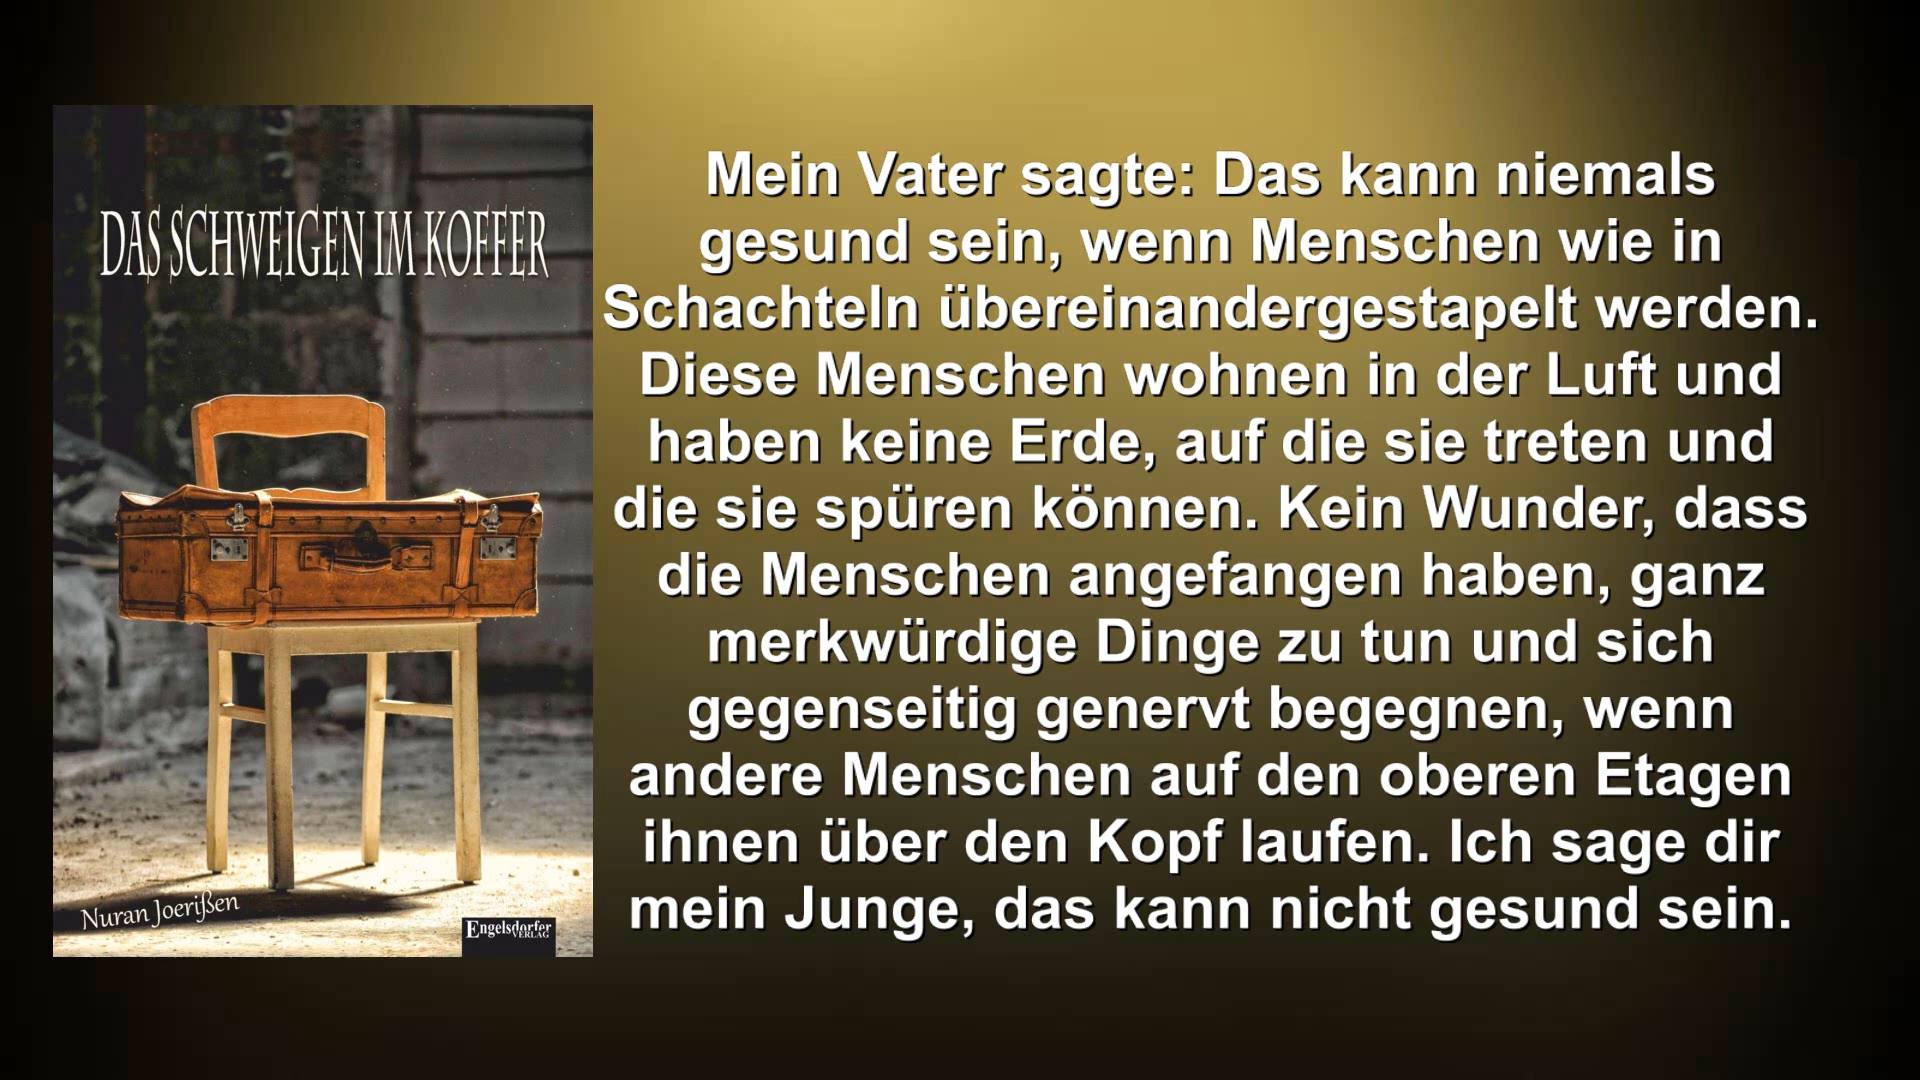 DAS SCHWEIGEN IM KOFFER
Nuran Joerißen
Engelsdorfer
VERLAG
Mein Vater sagte: Das kann niemals
gesund sein, wenn Menschen wie in
Schachteln übereinandergestapelt werden.
Diese Menschen wohnen in der Luft und
haben keine Erde, auf die sie treten und
die sie spüren können. Kein Wunder, dass
die Menschen angefangen haben, ganz
merkwürdige Dinge zu tun und sich
gegenseitig genervt begegnen, wenn
andere Menschen auf den oberen Etagen
ihnen über den Kopf laufen. Ich sage dir
mein Junge, das kann nicht gesund sein.